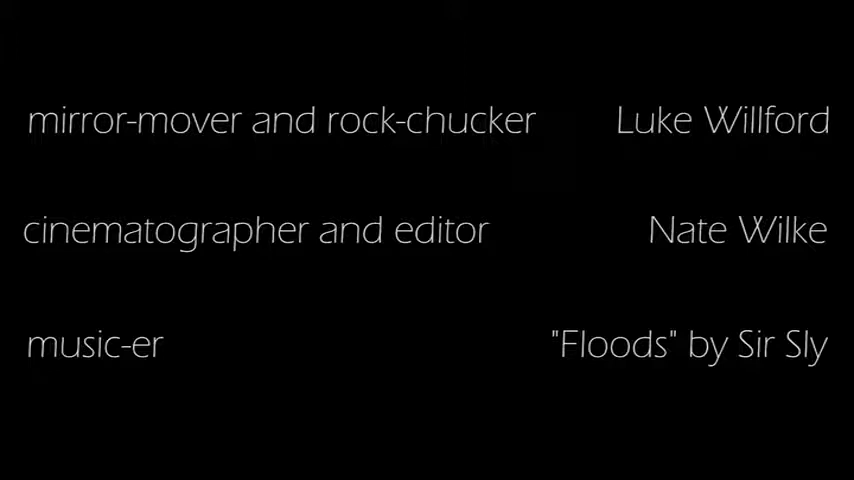 mirror-mover and rock-chucker Luke Willford
cinematographer and editor Nate Wilke
music-er "Floods" by Sir Sly